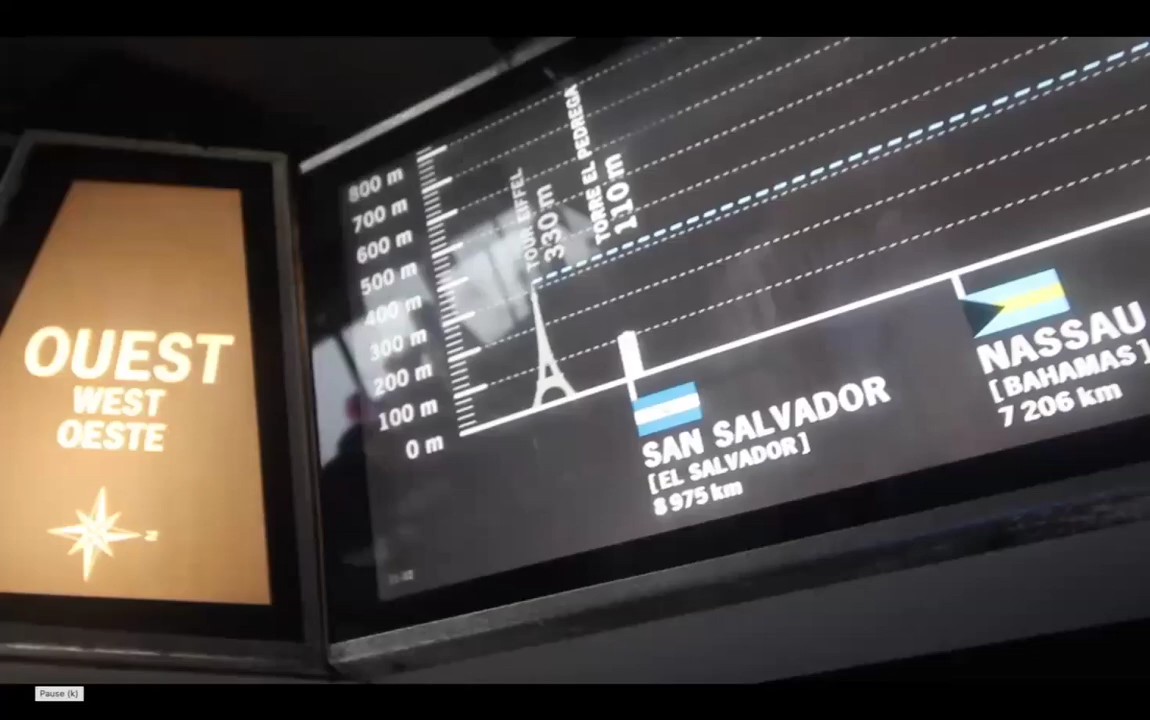 OUEST
WEST
OESTE
N
800 m
700 m
600 m
500 m
400 m
300 m
200 m
100 m
0 m
TOUR EIFFEL
330 m
TORRE EL PEDREGA
110 m
SAN SALVADOR
[EL SALVADOR]
8 975 km
NASSAU
[BAHAMAS]
7 206 km
Pause (k)